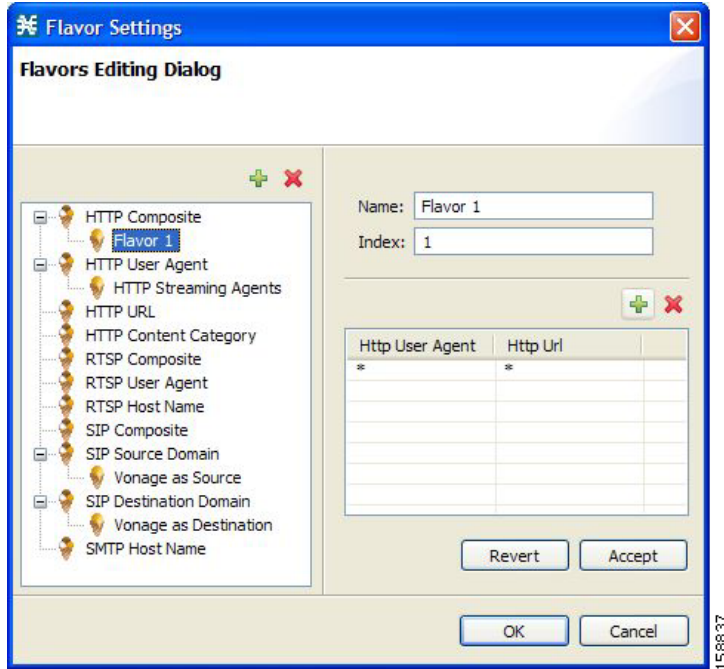 Flavor Settings
Flavors Editing Dialog
HTTP Composite
Flavor 1
HTTP User Agent
HTTP Streaming Agents
HTTP URL
HTTP Content Category
RTSP Composite
RTSP User Agent
RTSP Host Name
SIP Composite
SIP Source Domain
Vonage as Source
SIP Destination Domain
Vonage as Destination
SMTP Host Name
Name: Flavor 1
Index: 1
Http User Agent Http Url
* *
Revert Accept
OK Cancel